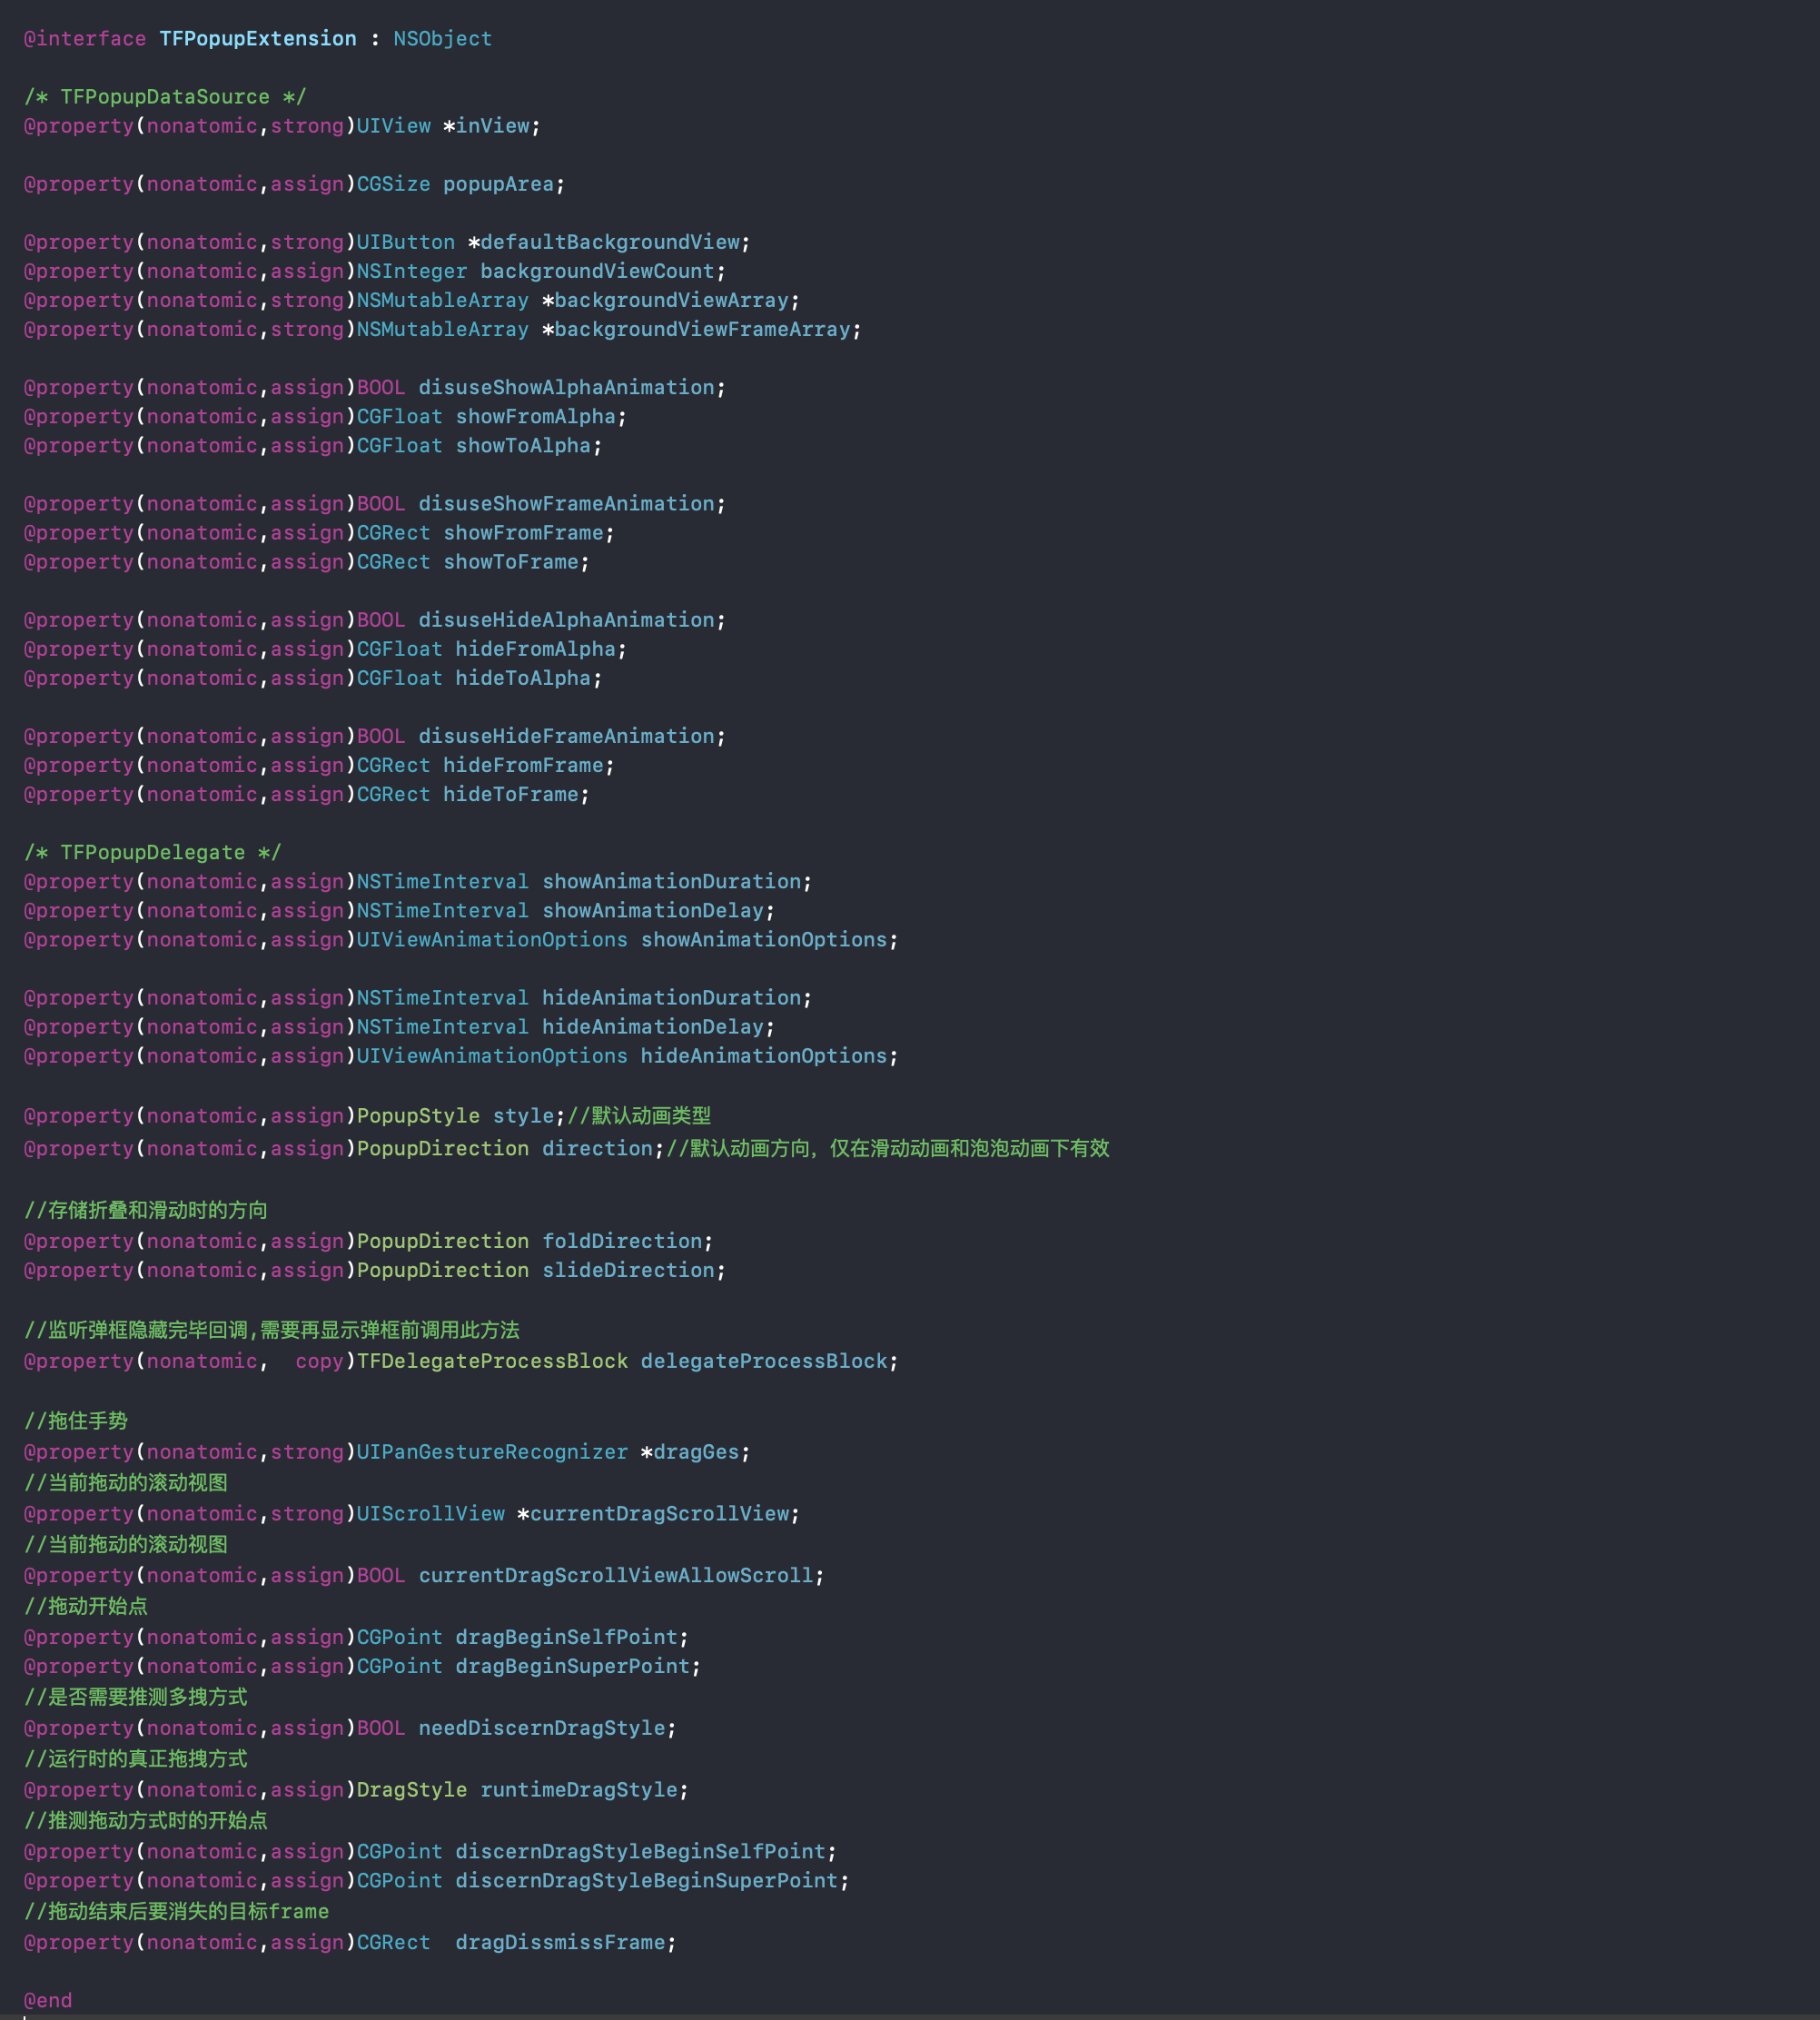 @interface TFPopupExtension : NSObject
/* TFPopupDataSource */
@property(nonatomic,strong)UIView *inView;
@property(nonatomic,assign)CGSize popupArea;
@property(nonatomic,strong)UIButton *defaultBackgroundView;
@property(nonatomic,assign)NSInteger backgroundViewCount;
@property(nonatomic,strong)NSMutableArray *backgroundViewArray;
@property(nonatomic,strong)NSMutableArray *backgroundViewFrameArray;
@property(nonatomic,assign)BOOL disuseShowAlphaAnimation;
@property(nonatomic,assign)CGFloat showFromAlpha;
@property(nonatomic,assign)CGFloat showToAlpha;
@property(nonatomic,assign)BOOL disuseShowFrameAnimation;
@property(nonatomic,assign)CGRect showFromFrame;
@property(nonatomic,assign)CGRect showToFrame;
@property(nonatomic,assign)BOOL disuseHideAlphaAnimation;
@property(nonatomic,assign)CGFloat hideFromAlpha;
@property(nonatomic,assign)CGFloat hideToAlpha;
@property(nonatomic,assign)BOOL disuseHideFrameAnimation;
@property(nonatomic,assign)CGRect hideFromFrame;
@property(nonatomic,assign)CGRect hideToFrame;
/* TFPopupDelegate */
@property(nonatomic,assign)NSTimeInterval showAnimationDuration;
@property(nonatomic,assign)NSTimeInterval showAnimationDelay;
@property(nonatomic,assign)UIViewAnimationOptions showAnimationOptions;
@property(nonatomic,assign)NSTimeInterval hideAnimationDuration;
@property(nonatomic,assign)NSTimeInterval hideAnimationDelay;
@property(nonatomic,assign)UIViewAnimationOptions hideAnimationOptions;
@property(nonatomic,assign)PopupStyle style;//默认动画类型
@property(nonatomic,assign)PopupDirection direction;//默认动画方向，仅在滑动动画和泡泡动画下有效
//存储折叠和滑动时的方向
@property(nonatomic,assign)PopupDirection foldDirection;
@property(nonatomic,assign)PopupDirection slideDirection;
//监听弹框隐藏完毕回调,需要再显示弹框前调用此方法
@property(nonatomic,  copy)TFDelegateProcessBlock delegateProcessBlock;
//拖住手势
@property(nonatomic,strong)UIPanGestureRecognizer *dragGes;
//当前拖动的滚动视图
@property(nonatomic,strong)UIScrollView *currentDragScrollView;
//当前拖动的滚动视图
@property(nonatomic,assign)BOOL currentDragScrollViewAllowScroll;
//拖动开始点
@property(nonatomic,assign)CGPoint dragBeginSelfPoint;
@property(nonatomic,assign)CGPoint dragBeginSuperPoint;
//是否需要推测多拽方式
@property(nonatomic,assign)BOOL needDiscernDragStyle;
//运行时的真正拖拽方式
@property(nonatomic,assign)DragStyle runtimeDragStyle;
//推测拖动方式时的开始点
@property(nonatomic,assign)CGPoint discernDragStyleBeginSelfPoint;
@property(nonatomic,assign)CGPoint discernDragStyleBeginSuperPoint;
//拖动结束后要消失的目标frame
@property(nonatomic,assign)CGRect  dragDissmissFrame;
@end